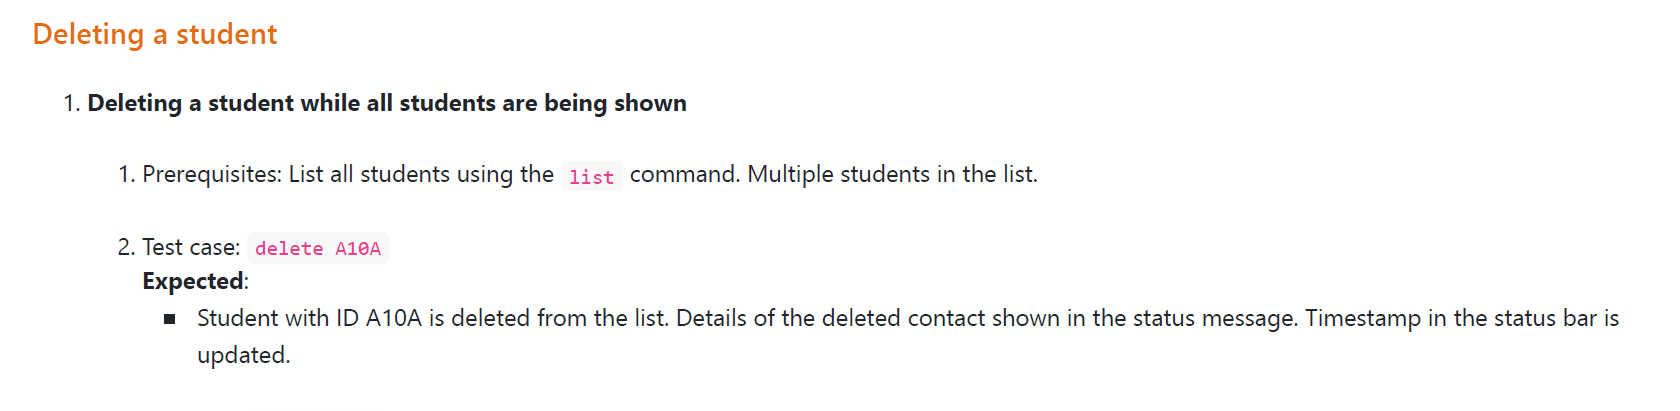 Deleting a student
1. Deleting a student while all students are being shown
1. Prerequisites: List all students using the list command. Multiple students in the list.
2. Test case: delete A10A
Expected:
■ Student with ID A10A is deleted from the list. Details of the deleted contact shown in the status message. Timestamp in the status bar is
updated.